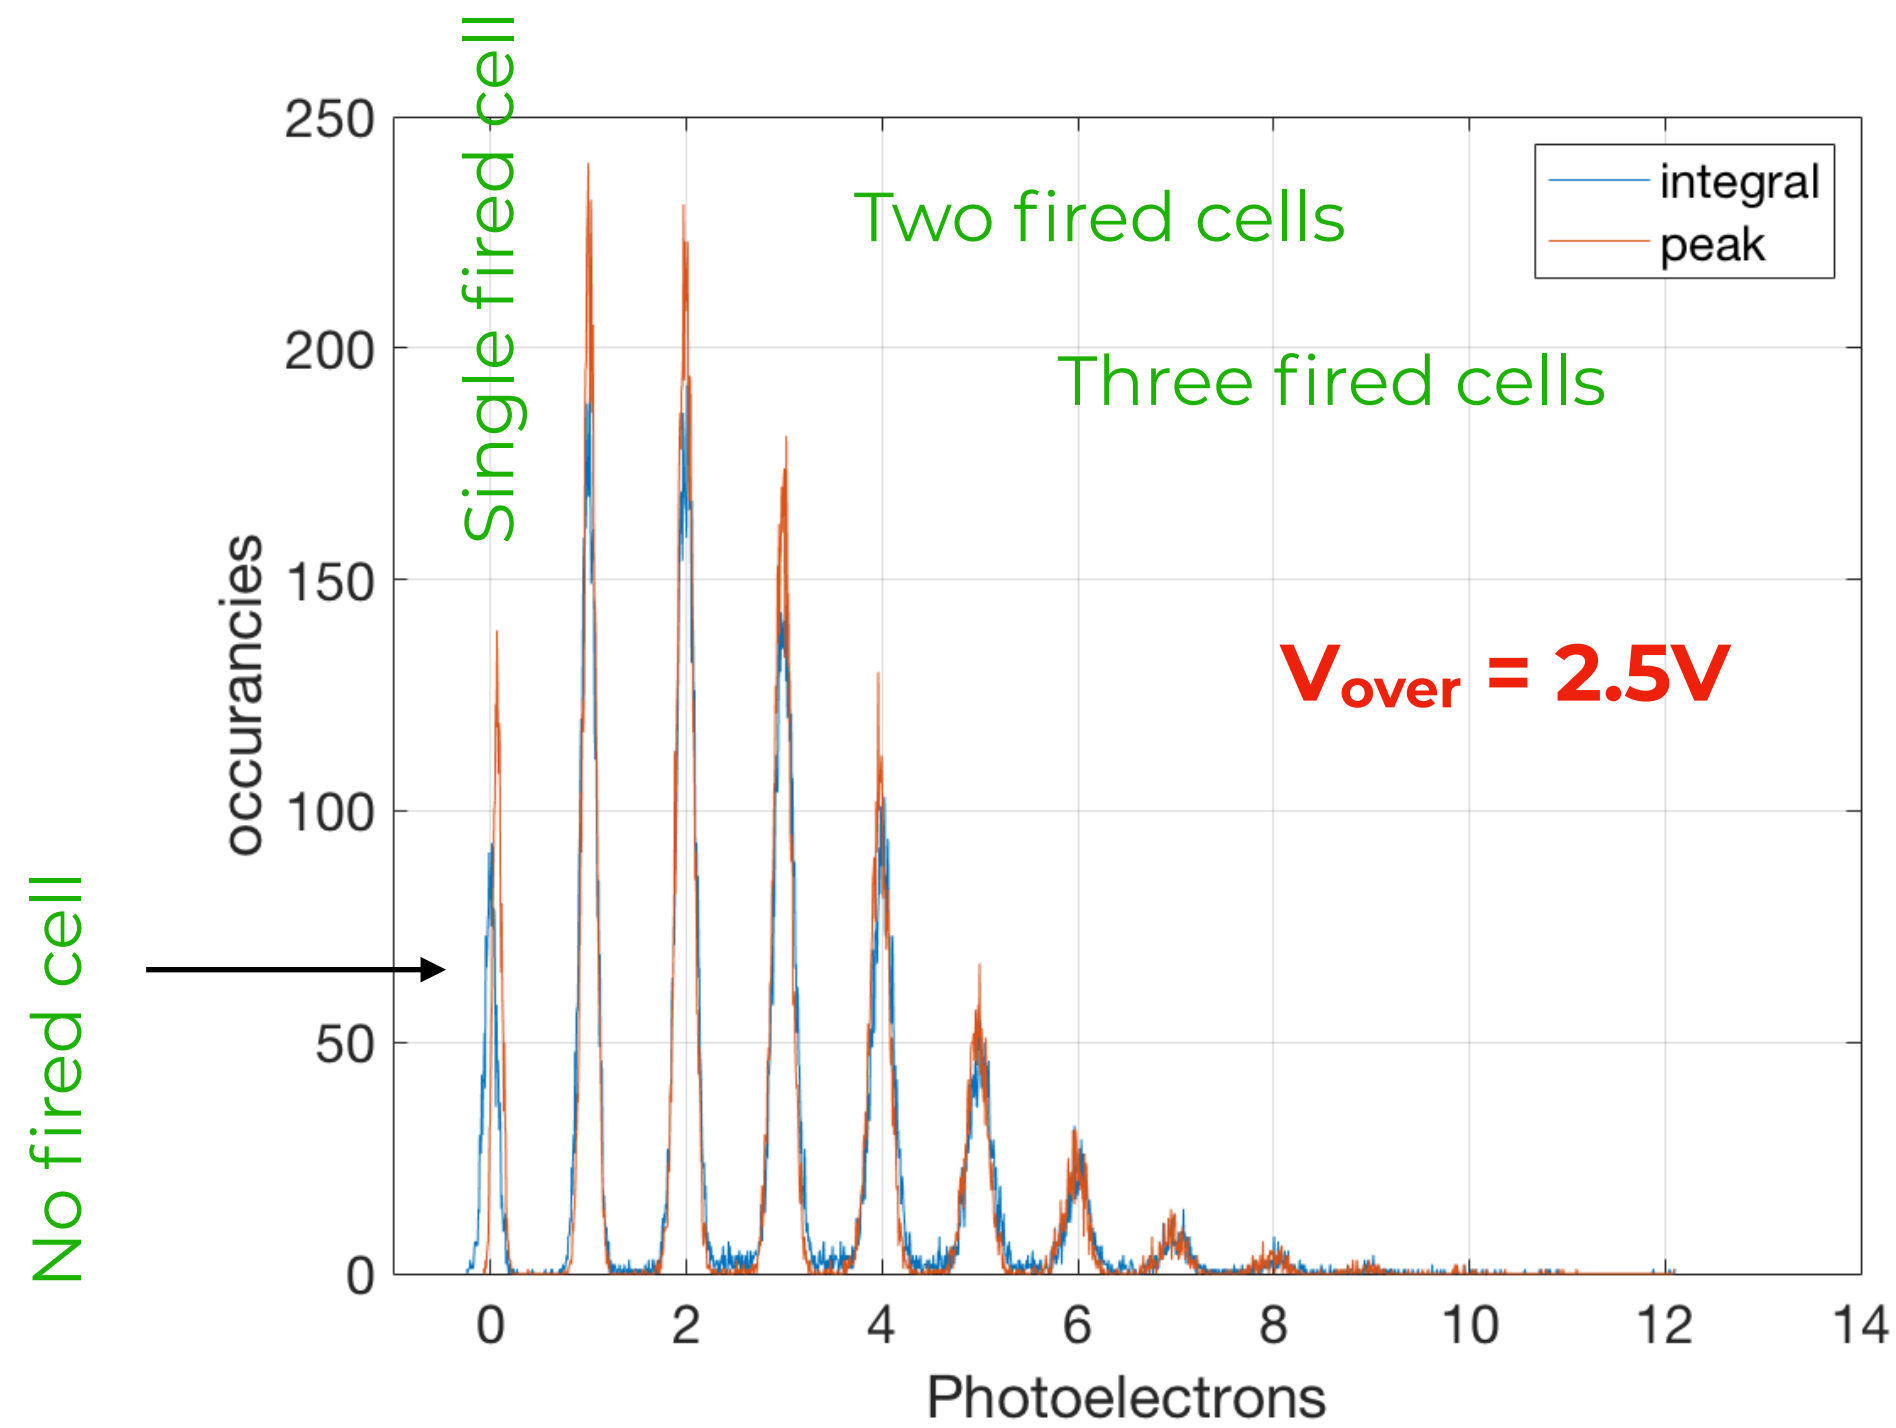 Single fired cell
250
200
150
100
50
0
occurancies
No fired cell
Two fired cells
Three fired cells
integral
peak
Vover = 2.5V
0 2 4 6 8 10 12 14
Photoelectrons